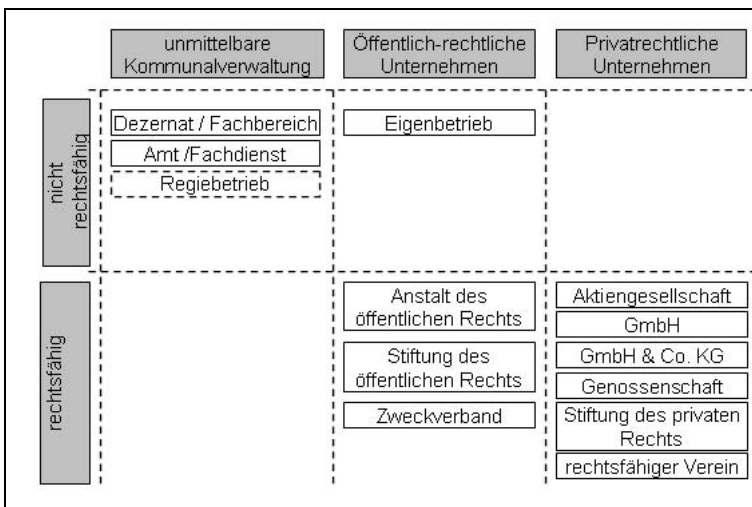 unmittelbare
Kommunalverwaltung
Öffentlich-rechtliche
Unternehmen
Privatrechtliche
Unternehmen
nicht
rechtsfähig
Dezernat / Fachbereich
Amt /Fachdienst
Regiebetrieb
Eigenbetrieb
rechtsfähig
Anstalt des
öffentlichen Rechts
Stiftung des
öffentlichen Rechts
Zweckverband
Aktiengesellschaft
GmbH
GmbH & Co. KG
Genossenschaft
Stiftung des privaten
Rechts
rechtsfähiger Verein